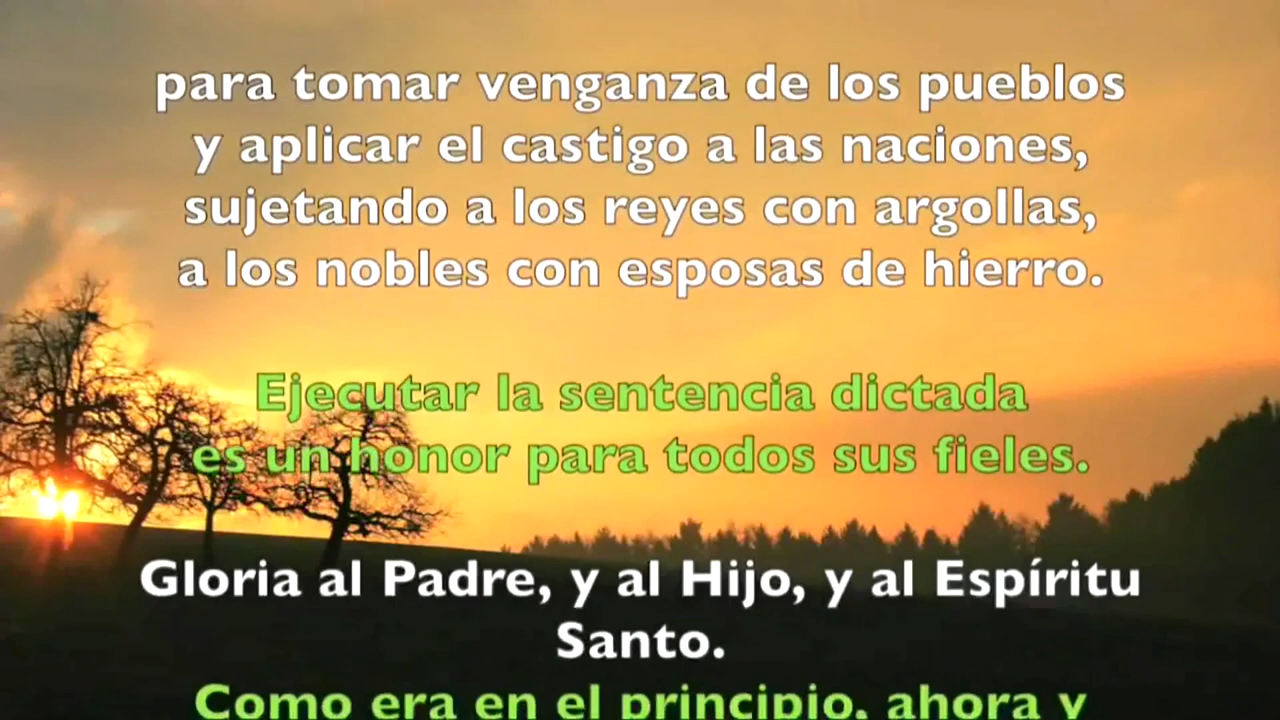 para tomar venganza de los pueblos
y aplicar el castigo a las naciones,
sujetando a los reyes con argollas,
a los nobles con esposas de hierro.
Ejecutar la sentencia dictada
es un honor para todos sus fieles.
Gloria al Padre, y al Hijo, y al Espíritu
Santo.
Como era en el principio, ahora y